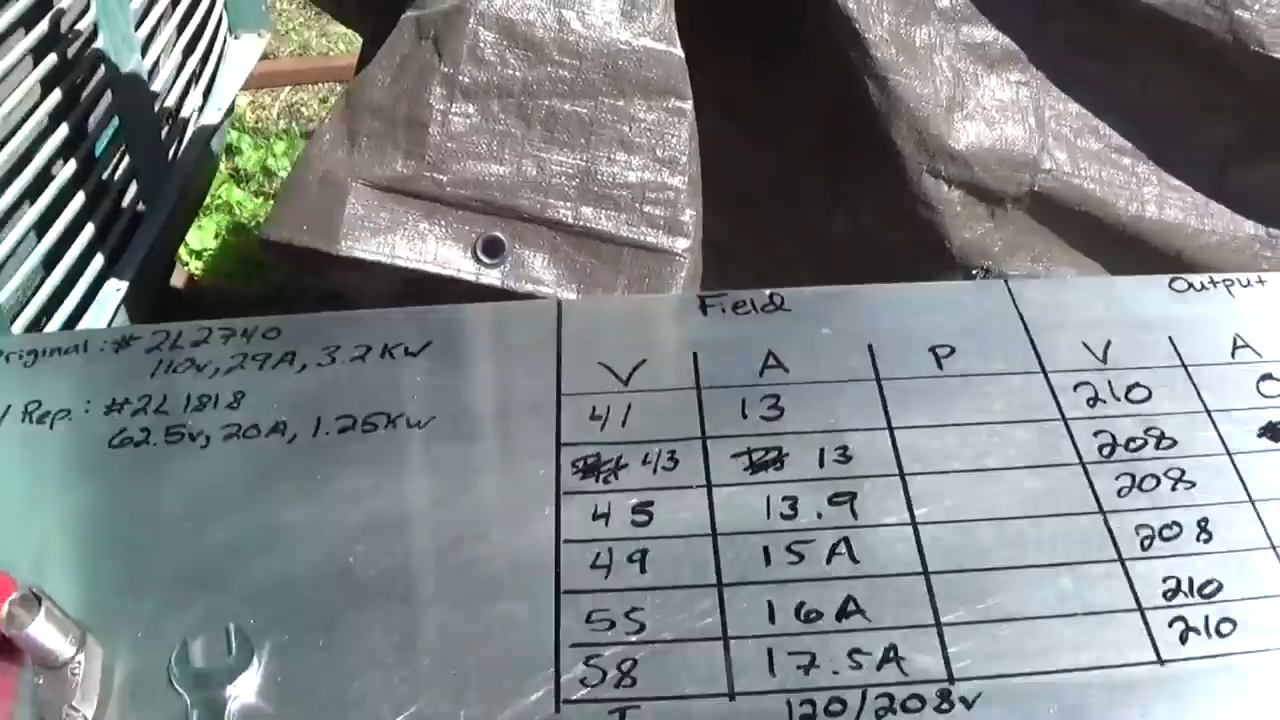 Original: # 2L2740
110v, 29A, 3.2KW
Rep.: #2L1818
62.5v, 20A, 1.25KW
Field Output
V A P V A
41 13 210
43 13 208
45 13.9 208
49 15A 208
55 16A 210
58 17.5A 210
120/208v